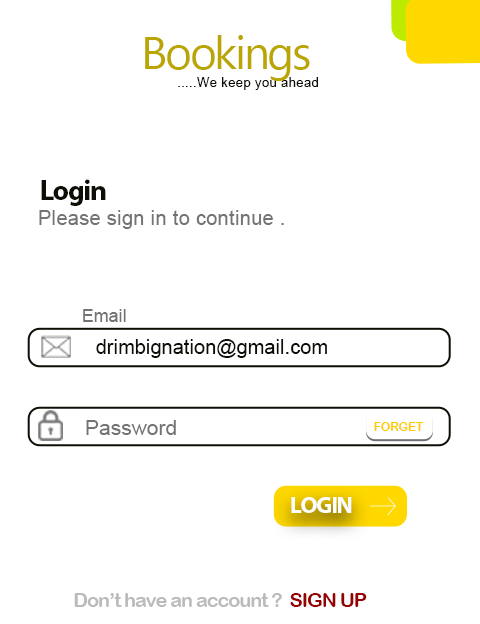 Bookings
.....We keep you ahead
Login
Please sign in to continue .
Email
drimbignation@gmail.com
Password FORGET
LOGIN
Don't have an account ? SIGN UP